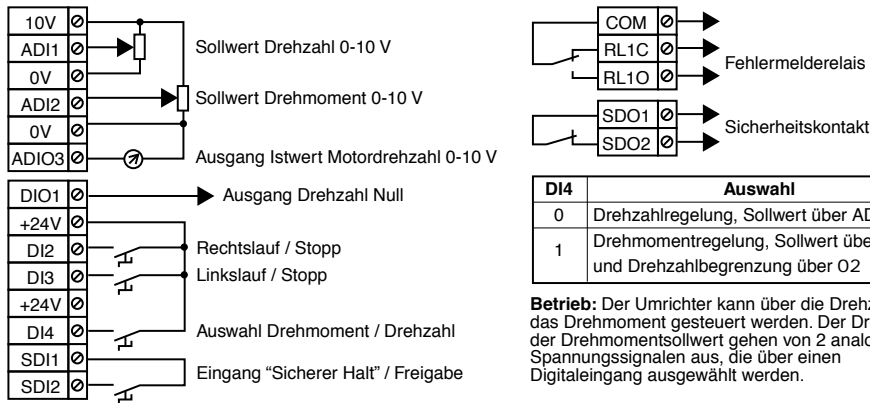 10V
ADI1
Sollwert Drehzahl 0-10 V
0V
ADI2
Sollwert Drehmoment 0-10 V
0V
ADIO3
Ausgang Istwert Motordrehzahl 0-10 V
DIO1
Ausgang Drehzahl Null
+24V
DI2
Rechtslauf / Stopp
DI3
Linkslauf / Stopp
+24V
DI4
Auswahl Drehmoment / Drehzahl
SDI1
Eingang “Sicherer Halt” / Freigabe
SDI2
COM
RL1C
Fehlermelderelais
RL1O
SDO1
Sicherheitskontakt
SDO2
DI4 Auswahl
0 Drehzahlregelung, Sollwert über
1 Drehmomentregelung, Sollwert
und Drehzahlbegrenzung über 02
Betrieb: Der Umrichter kann über die
das Drehmoment gesteuert werden. Der
der Drehmomentsollwert gehen von 2
Spannungssignalen aus, die über einen
Digitaleingang ausgewählt werden.